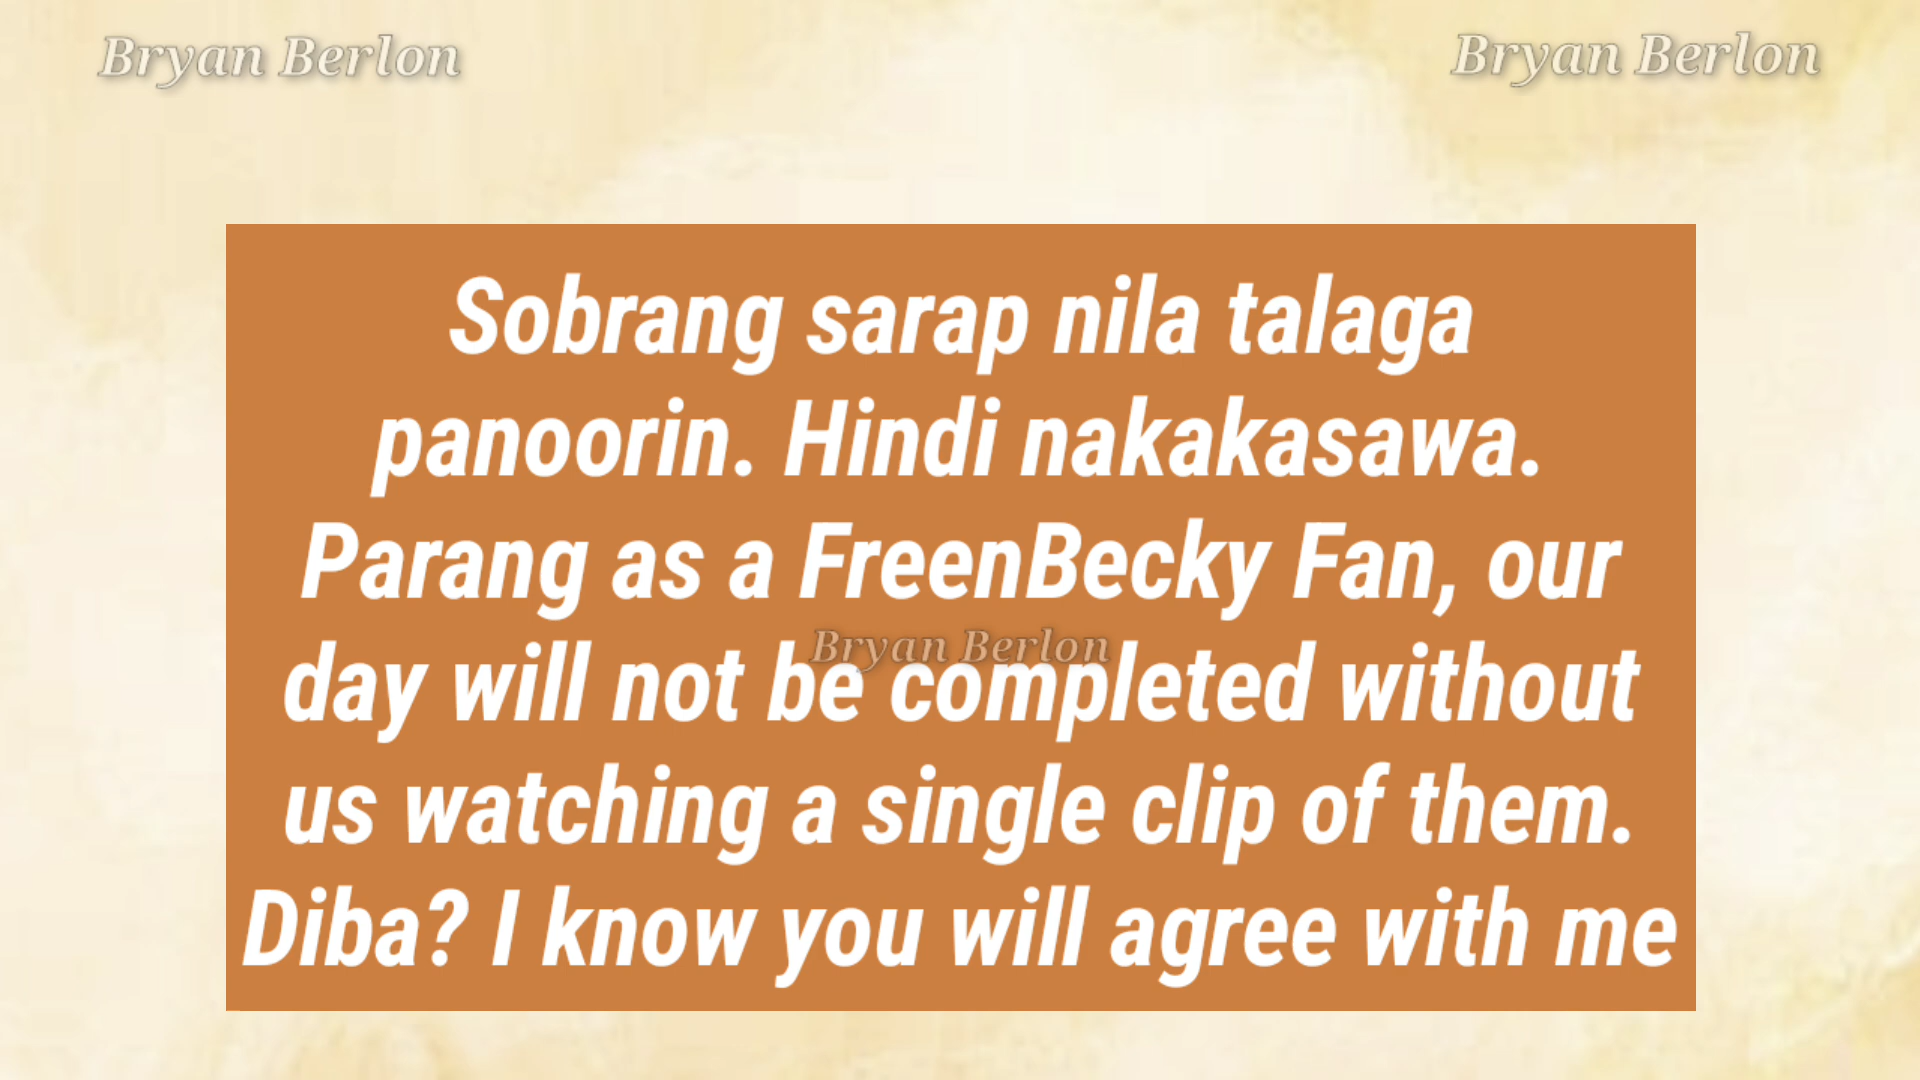 Bryan Berlon Bryan Berlon
Sobrang sarap nila talaga
panoorin. Hindi nakakasawa.
Parang as a FreenBecky Fan, our
Bryan Berlon
day will not be completed without
us watching a single clip of them.
Diba? I know you will agree with me